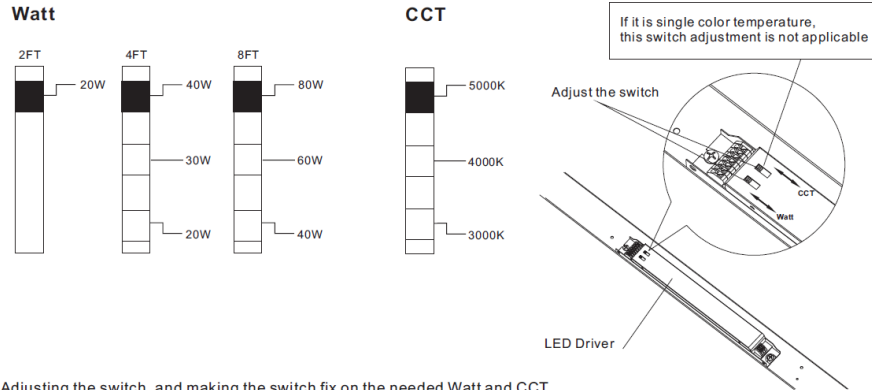 Watt
CCT
If it is single color temperature,
this switch adjustment is not applicable
2FT
4FT
8FT
20W
40W
30W
20W
80W
60W
40W
5000K
4000K
3000K
Adjust the switch
CCT
Watt
LED Driver
Adjusting the switch, and making the switch fix on the needed Watt and CCT